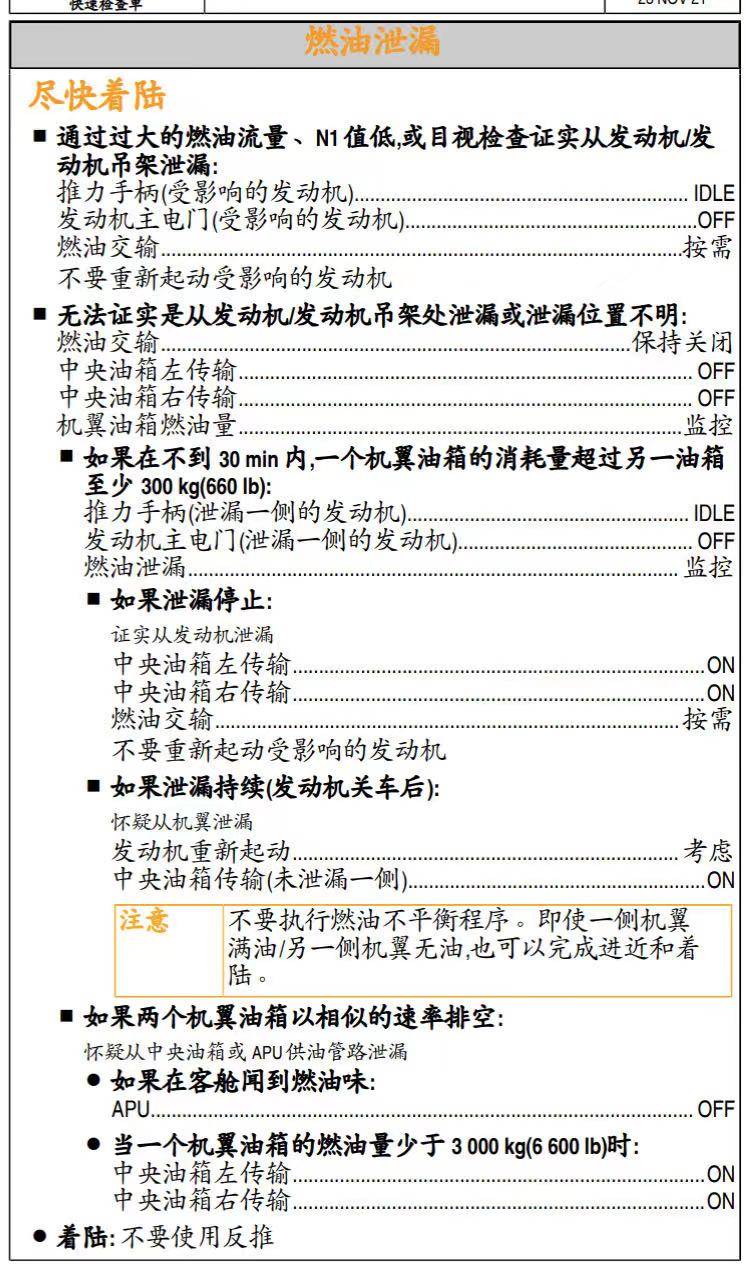 快速检查单
23 NOV 21
燃油泄漏
尽快着陆
■ 通过过大的燃油流量、N1值低,或目视检查证实从发动机/发
动机吊架泄漏:
推力手柄(受影响的发动机)........ IDLE
发动机主电门(受影响的发动机)........OFF
燃油交输........按需
不要重新起动受影响的发动机
■ 无法证实是从发动机/发动机吊架处泄漏或泄漏位置不明:
燃油交输........保持关闭
中央油箱左传输........ OFF
中央油箱右传输........ OFF
机翼油箱燃油量........监控
■ 如果在不到 30 min 内,一个机翼油箱的消耗量超过另一油箱
至少 300 kg(660 lb):
推力手柄(泄漏一侧的发动机)........ IDLE
发动机主电门(泄漏一侧的发动机)........ OFF
燃油泄漏........ 监控
■ 如果泄漏停止:
证实从发动机泄漏
中央油箱左传输........ON
中央油箱右传输........ON
燃油交输........按需
不要重新起动受影响的发动机
■ 如果泄漏持续(发动机关车后):
怀疑从机翼泄漏
发动机重新起动........ 考虑
中央油箱传输(未泄漏一侧)........ON
注意 不要执行燃油不平衡程序。即使一侧机翼
满油/另一侧机翼无油,也可以完成进近和着
陆。
■ 如果两个机翼油箱以相似的速率排空:
怀疑从中央油箱或 APU 供油管路泄漏
● 如果在客舱闻到燃油味:
APU........ OFF
● 当一个机翼油箱的燃油量少于 3 000 kg(6 600 lb)时:
中央油箱左传输........ON
中央油箱右传输........ON
● 着陆: 不要使用反推